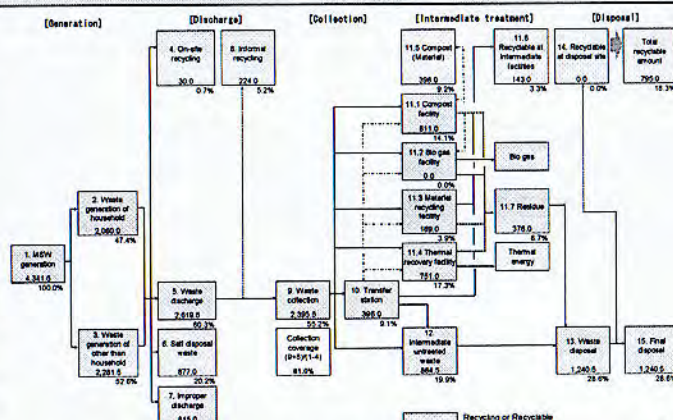 [Generation]
[Discharge]
[Collection]
[Intermediate treatment]
[Disposal]
4. On-site
recycling
30.0
0.7%
8. Informal
recycling
224.0
5.2%
11.5 Compost
(Material)
398.0
9.2%
11.6
Recyclable at
intermediate
facilities
143.0
3.3%
14. Recyclable
at disposal site
0.0
0.0%
Total
recyclable
amount
795.0
18.3%
11.1 Compost
facility
611.0
14.1%
11.2 Bio gas
facility
0.0
0.0%
Bio gas
2. Waste
generation of
household
2,060.0
47.4%
11.3 Material
recycling
facility
169.0
3.9%
11.7 Residue
376.0
8.7%
1. MSW
generation
4,341.6
100.0%
11.4 Thermal
recovery facility
751.0
17.3%
Thermal
energy
5. Waste
discharge
2,619.6
60.3%
9. Waste
collection
2,395.5
55.2%
10. Transfer
station
396.0
9.1%
3. Waste
generation of
other than
household
2,281.6
52.6%
6. Self disposal
waste
877.0
20.2%
Collection
coverage
(9+8)/(1-4)
61.0%
12.
Intermediate
untreated
waste
864.5
19.9%
13. Waste
disposal
1,240.5
28.6%
15. Final
disposal
1,240.5
28.6%
7. Improper
discharge
815.0
Recycling or Recyclable